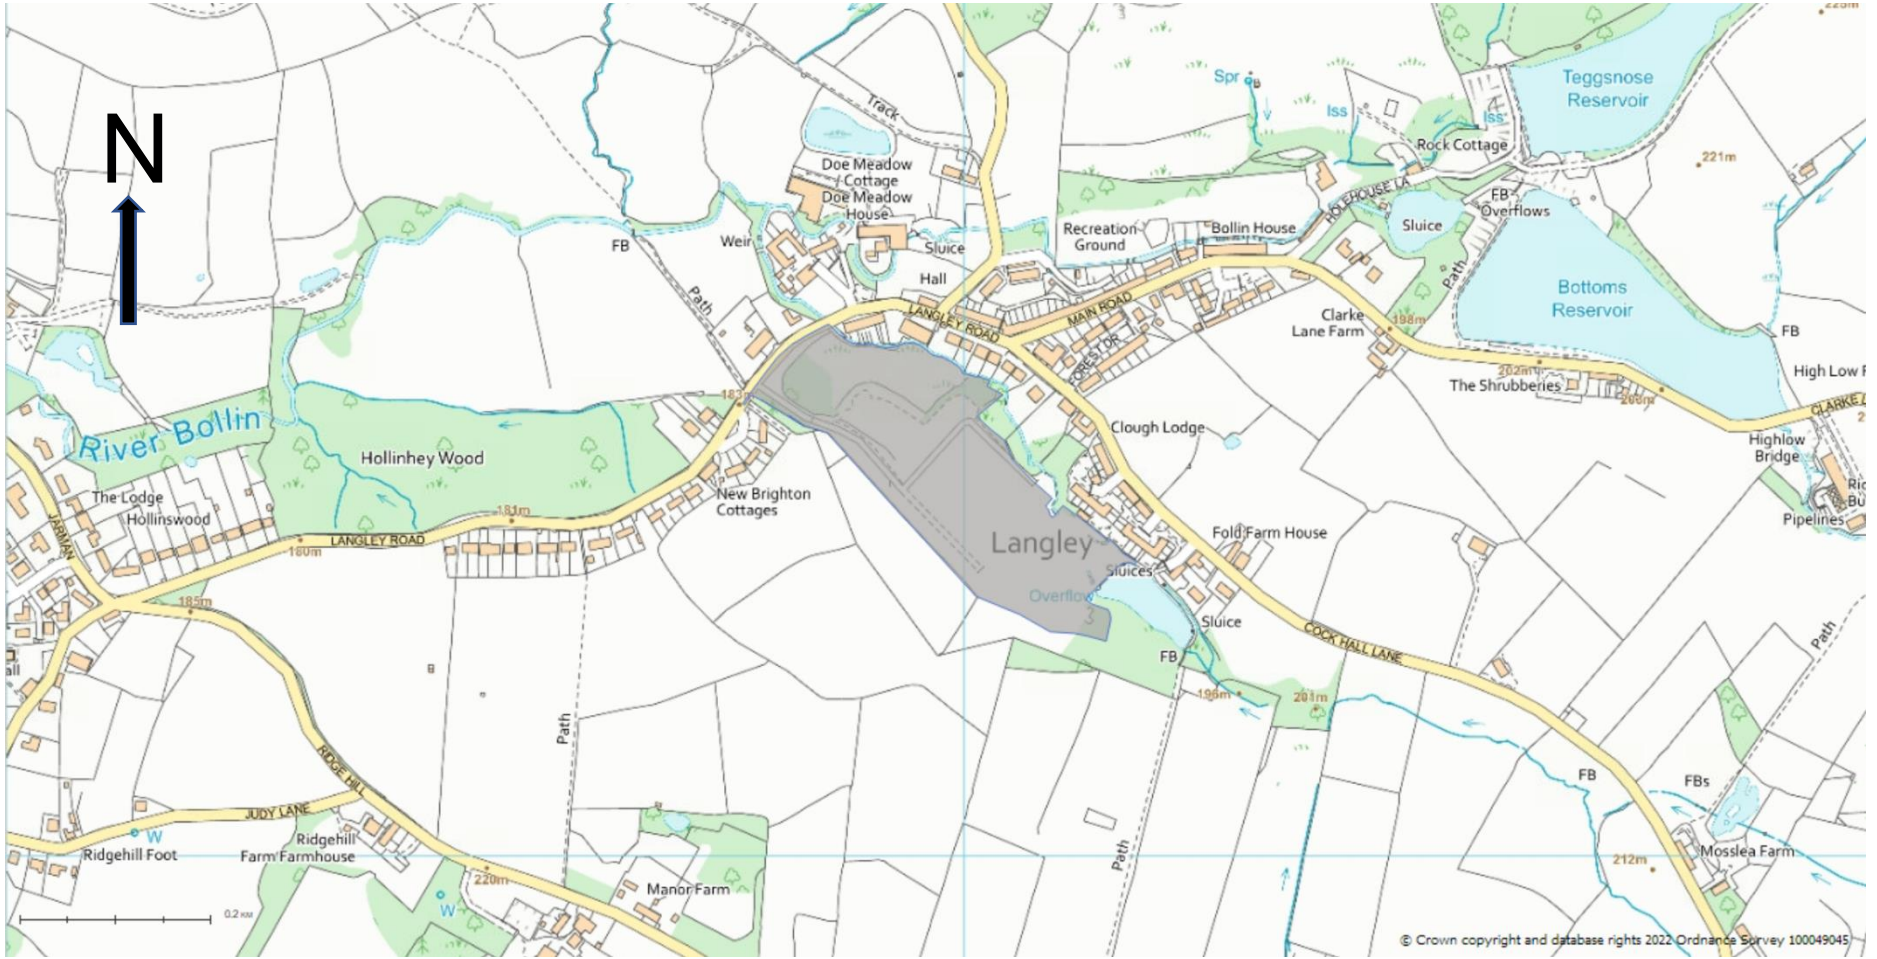 225m
Teggsnose
Reservoir
Spr
Iss
Iss
Track
N
Rock Cottage
221m
Doe Meadow
Cottage
Doe Meadow
House
HOLEHOUSE LA
FB
Overflows
Sluice
Recreation
Ground
Bollin House
FB
Weir
Sluice
Hall
Path
Path
Bottoms
Reservoir
LANGLEY ROAD
MAIN ROAD
Clarke
Lane Farm
198m
FB
FOREST DR
202m
The Shrubberies
High Low F
183m
206m
CLARKE L
River Bollin
Hollinhey Wood
Clough Lodge
Highlow
Bridge
The Lodge
Hollinswood
New Brighton
Cottages
181m
Pipelines
JARMAN
LANGLEY ROAD
180m
Langley
Fold Farm House
Sluices
Overflow
185m
Sluice
COCK HALL LANE
Path
FB
196m
201m
Path
RIDGE HILL
FB
FBs
JUDY LANE
W
Ridgehill Foot
Ridgehill
Farm Farmhouse
Path
212m
Mosslea Farm
220m
Manor Farm
W
0.2 KM
© Crown copyright and database rights 2022 Ordnance Survey 100049045